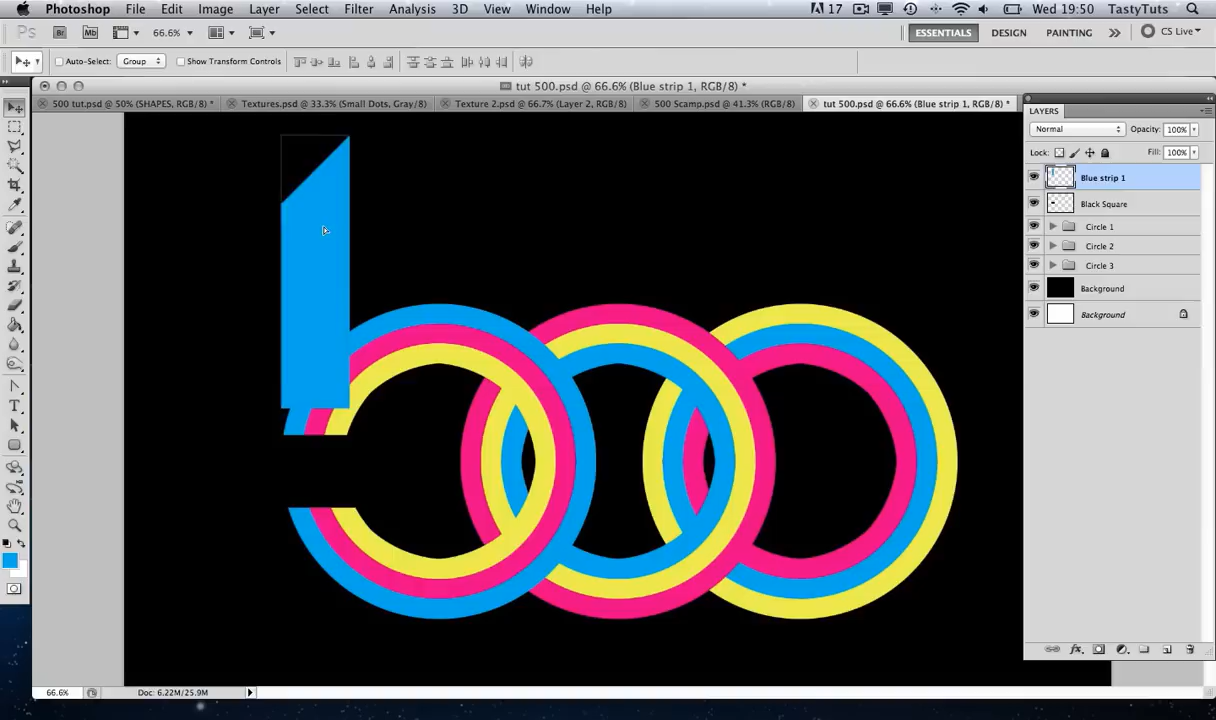 Photoshop File Edit Image Layer Select Filter Analysis 3D View Window Help 17 Wed 19:50 TastyTuts
Ps Br Mb 66.6% ESSENTIALS DESIGN PAINTING CS Live
Auto-Select: Group Show Transform Controls
tut 500.psd @ 66.6% (Blue strip 1, RGB/8) *
500 tut.psd @ 50% (SHAPES, RGB/8) * Textures.psd @ 33.3% (Small Dots, Gray/8) Texture 2.psd @ 66.7% (Layer 2, RGB/8) 500 Scamp.psd @ 41.3% (RGB/8) tut 500.psd @ 66.6% (Blue strip 1, RGB/8) *
LAYERS
Normal Opacity: 100%
Lock: Fill: 100%
Blue strip 1
Black Square
Circle 1
Circle 2
Circle 3
Background
Background
500
66.6% Doc: 6.22M/25.9M